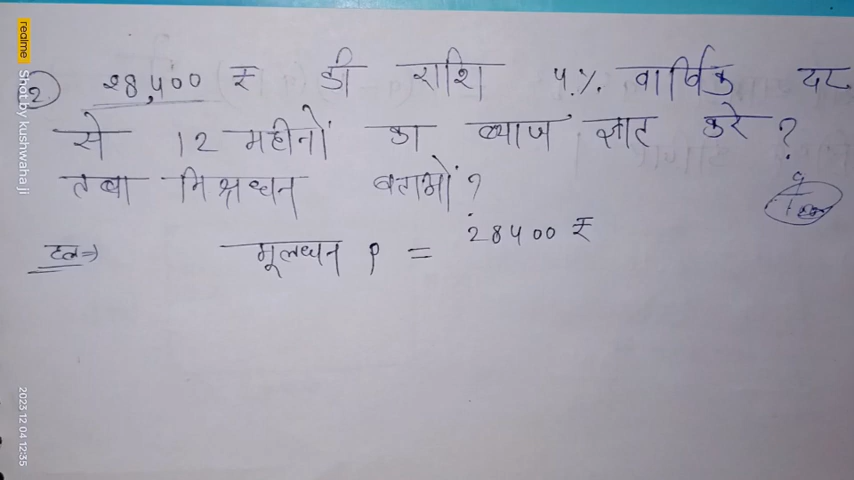 ② 28,400 ₹ की राशि 5% वार्षिक दर
से 12 महीनों का ब्याज ज्ञात करे ?
तथा मिश्रधन बताओं ?
हल ⇒ मूलधन P = 28400 ₹
realme
Shot by kushwaha ji
2023 12 04 12:35